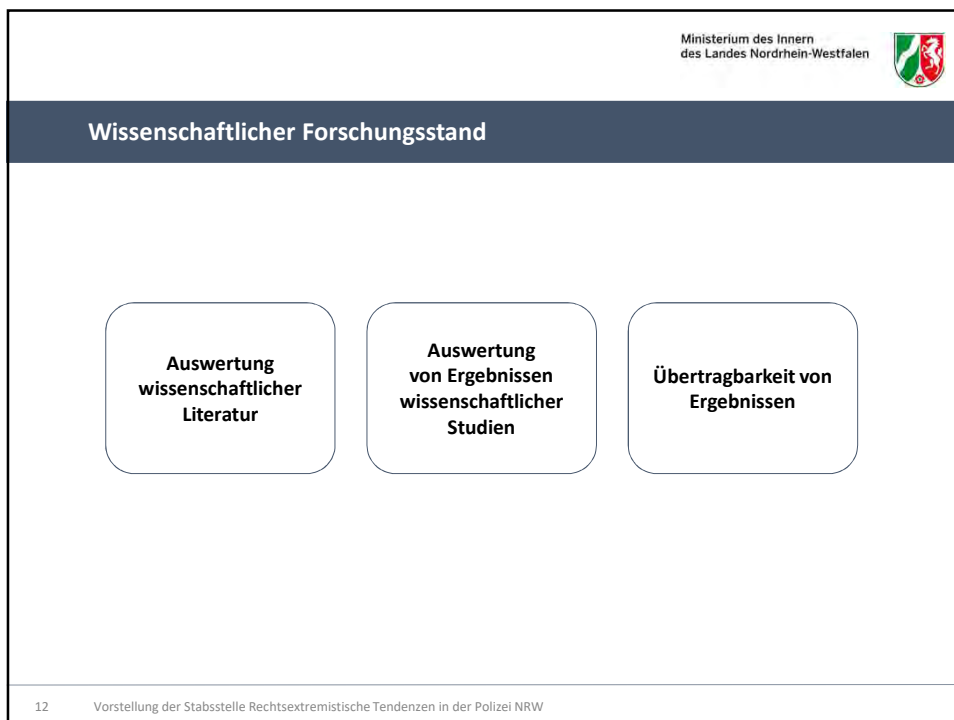 Ministerium des Innern
des Landes Nordrhein-Westfalen
Wissenschaftlicher Forschungsstand
Auswertung
wissenschaftlicher
Literatur
Auswertung
von Ergebnissen
wissenschaftlicher
Studien
Übertragbarkeit von
Ergebnissen
12 Vorstellung der Stabsstelle Rechtsextremistische Tendenzen in der Polizei NRW